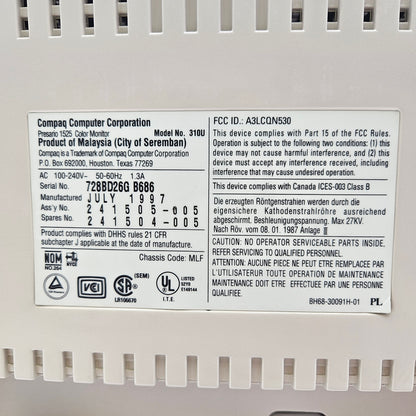 Compaq Computer Corporation
Presario 1525 Color Monitor Model No. 310U
Product of Malaysia (City of Seremban)
Compaq is a Trademark of Compaq Computer Corporation
P.O. Box 692000, Houston, Texas 77269
AC 100-240V~ 50-60Hz 1.3A
Serial No. 728BD26G B686
Manufactured JULY 1997
Ass'y No. 241505-005
Spares No. 241504-005
Product complies with DHHS rules 21 CFR
subchapter J applicable at date of manufacture.
Chassis Code: MLF
NOM
NYCE
VCCI
SA
LR106670
(SEM)
U
I.T.E.
LISTED
E149144
FCC ID.: A3LCQN530
This device complies with Part 15 of the FCC Rules.
Operation is subject to the following two conditions: (1) this
device may not cause harmful interference, and (2) this
device must accept any interference received, including
interference that may cause undesired operation.
This device complies with Canada ICES-003 Class B
Die erzeugten Röntgenstrahlen werden durch die
eigensichere Kathodenstrahlröhre ausreichend
abgeschirmt. Beshleunigungsspannung. Max 27KV.
Nach Röv. vom 08. 01. 1987 Anlage III
CAUTION: NO OPERATOR SERVICEABLE PARTS INSIDE.
REFER SERVICING TO QUALIFIED PERSONNEL.
ATTENTION: AUCUNE PIECE NE PEUT ETRE REPAREE PAR
L'UTILISATEUR TOUTE OPERATION DE MAINTENANCE
MAINTENANCE DOIT ETRE EFFECTUEE PAR UN
PERSONNEL QUALIFIE.
BH68-30091H-01 PL